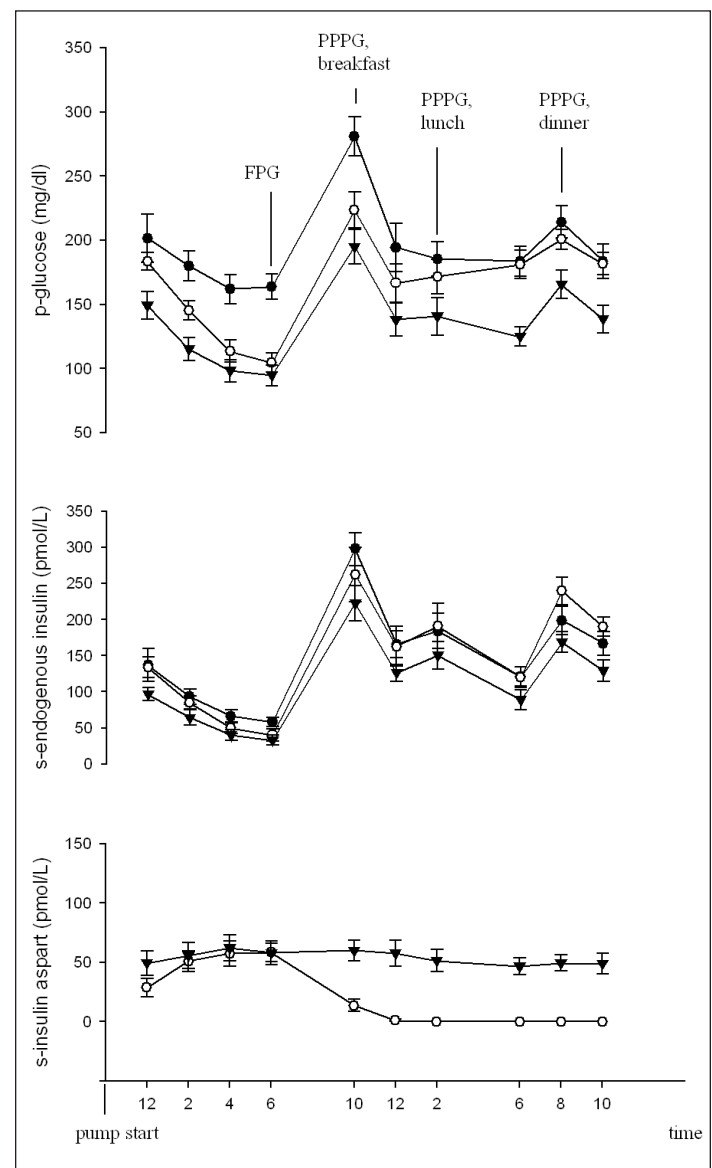 350
300
250
200
150
100
50
p-glucose (mg/dl)
FPG
PPPG,
breakfast
PPPG,
lunch
PPPG,
dinner
350
300
250
200
150
100
50
0
s-endogenous insulin (pmol/L)
150
100
50
0
s-insulin aspart (pmol/L)
12 2 4 6 10 12 2 6 8 10
pump start time